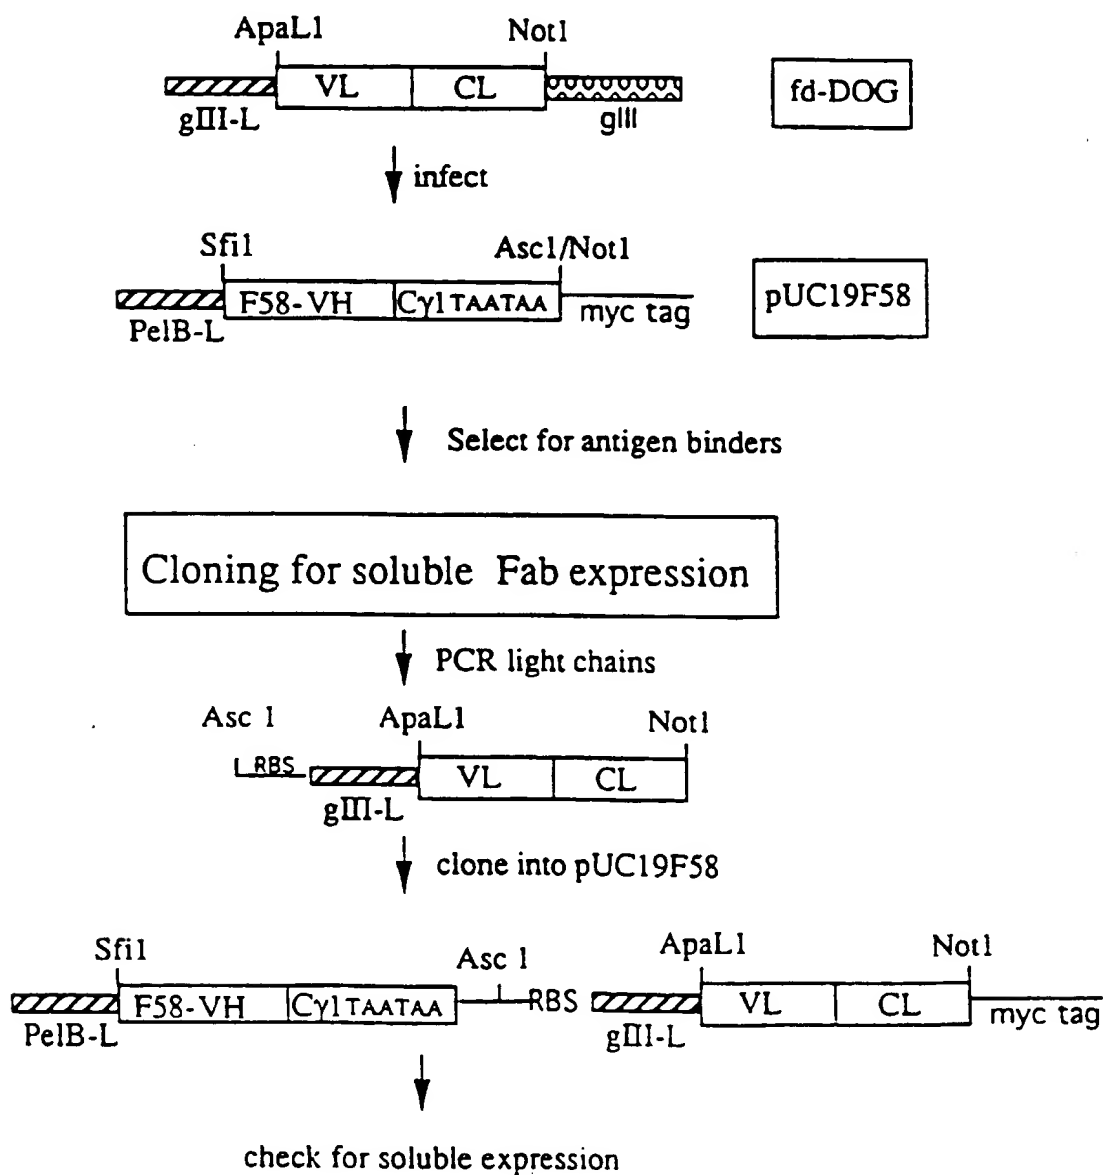 ApaL1 Not1
VL CL
gIII-L gIII
fd-DOG
infect
Sfi1 Asc1/Not1
F58-VH Cγ1TAATAA
PelB-L myc tag
pUC19F58
Select for antigen binders
Cloning for soluble Fab expression
PCR light chains
Asc 1 ApaL1 Not1
RBS VL CL
gIII-L
clone into pUC19F58
Sfi1 Asc 1 ApaL1 Not1
F58-VH Cγ1TAATAA RBS VL CL
PelB-L gIII-L myc tag
check for soluble expression